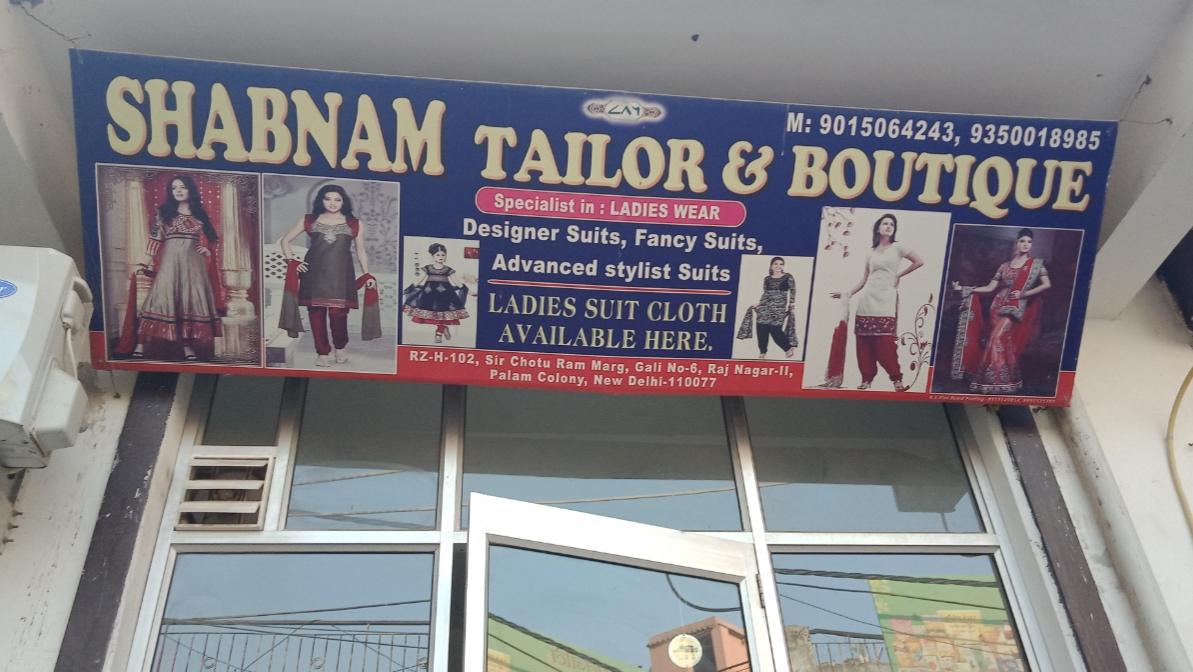 M: 9015064243, 9350018985
SHABNAM TAILOR & BOUTIQUE
Specialist in : LADIES WEAR
Designer Suits, Fancy Suits,
Advanced stylist Suits
LADIES SUIT CLOTH
AVAILABLE HERE.
RZ-H-102, Sir Chotu Ram Marg, Gali No-6, Raj Nagar-II,
Palam Colony, New Delhi-110077